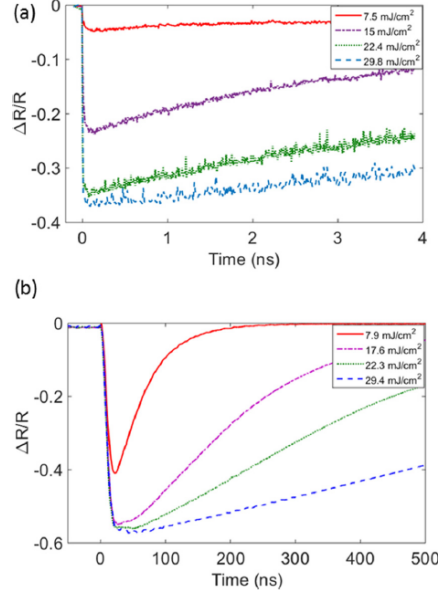 (a)
0
-0.1
-0.2
-0.3
-0.4
ΔR/R
7.5 mJ/cm²
15 mJ/cm²
22.4 mJ/cm²
29.8 mJ/cm²
0 1 2 3 4
Time (ns)
(b)
0
-0.2
-0.4
-0.6
ΔR/R
7.9 mJ/cm²
17.6 mJ/cm²
22.3 mJ/cm²
29.4 mJ/cm²
0 100 200 300 400 500
Time (ns)